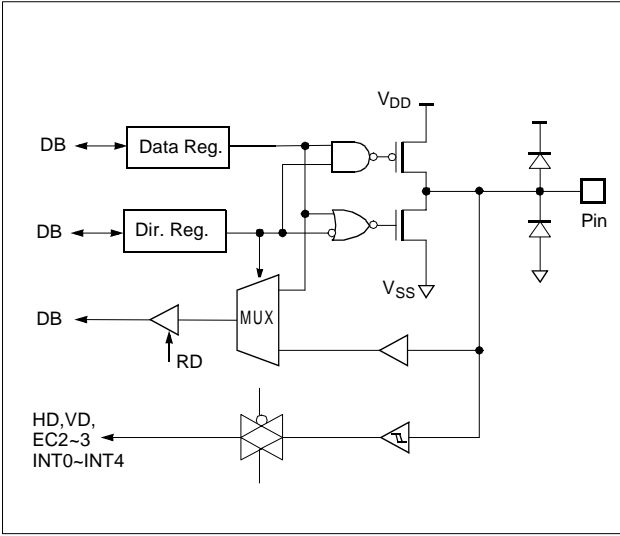 VDD
DB
Data Reg.
DB
Dir. Reg.
Pin
VSS
DB
MUX
RD
HD,VD,
EC2~3
INT0~INT4